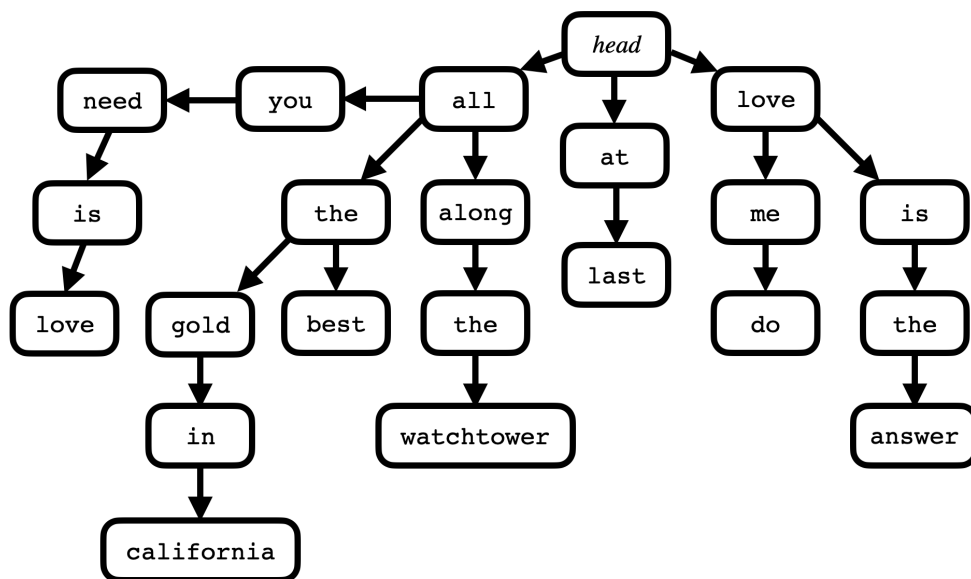 head
need you all love
at
is the along me is
last
love gold best the do the
in watchtower answer
california